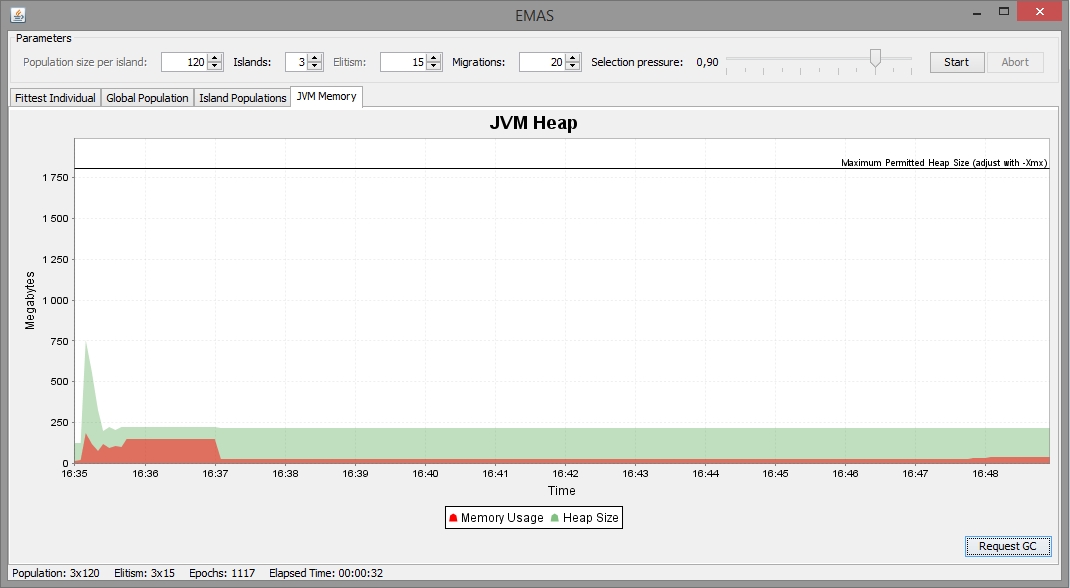 EMAS
Parameters
Population size per island: 120 Islands: 3 Elitism: 15 Migrations: 20 Selection pressure: 0,90 Start Abort
Fittest Individual Global Population Island Populations JVM Memory
JVM Heap
Maximum Permitted Heap Size (adjust with -Xmx)
1 750
1 500
1 250
1 000
750
500
250
0
Megabytes
16:35 16:36 16:37 16:38 16:39 16:40 16:41 16:42 16:43 16:44 16:45 16:46 16:47 16:48
Time
Memory Usage Heap Size
Request GC
Population: 3x120 Elitism: 3x15 Epochs: 1117 Elapsed Time: 00:00:32